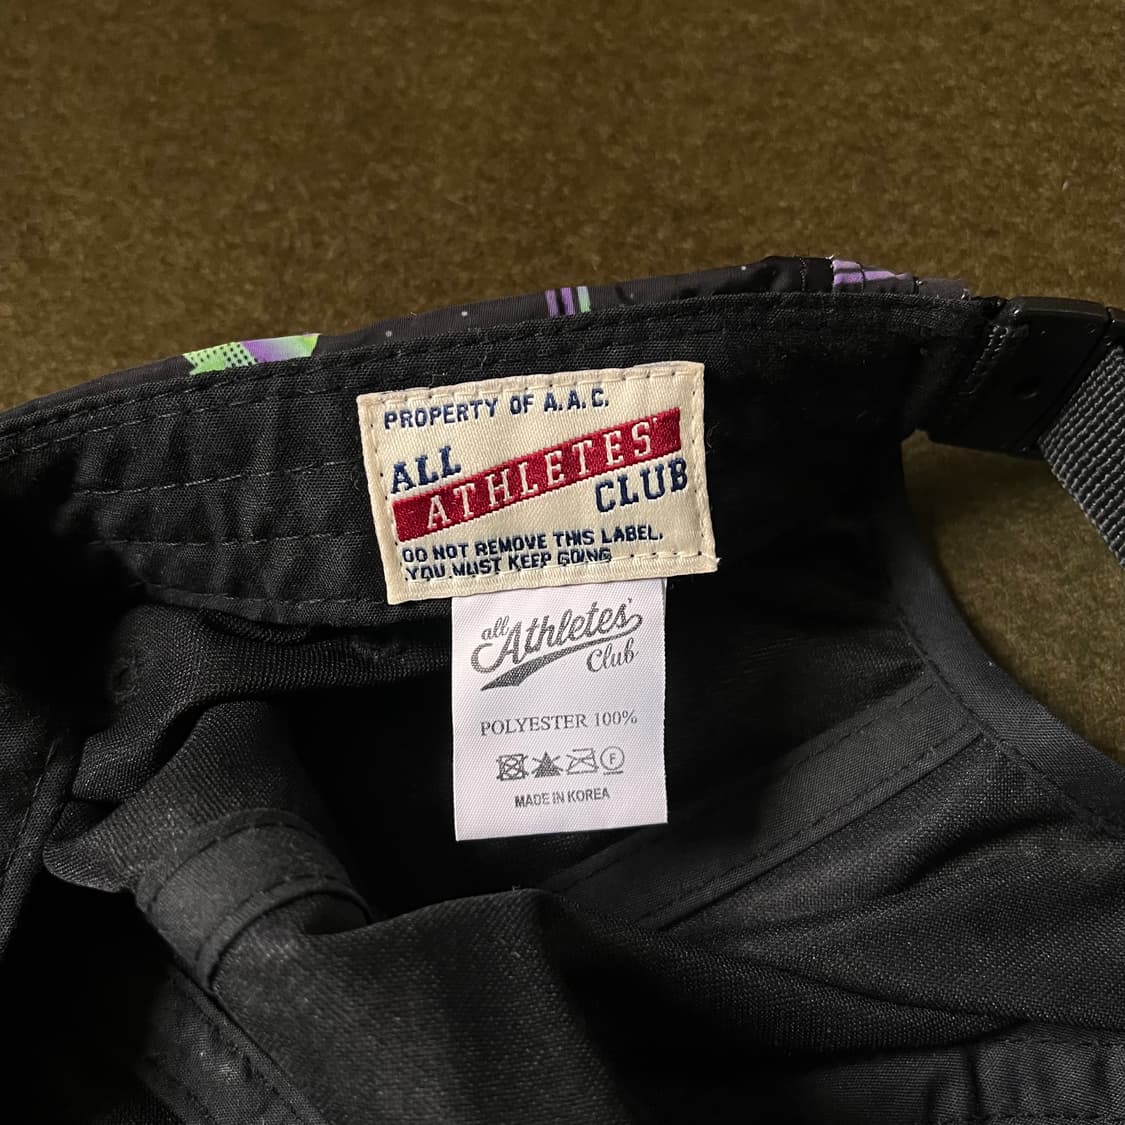 PROPERTY OF A.A.C.
ALL
ATHLETES'
CLUB
DO NOT REMOVE THIS LABEL.
YOU MUST KEEP GOING
all
Athletes'
Club
POLYESTER 100%
F
MADE IN KOREA